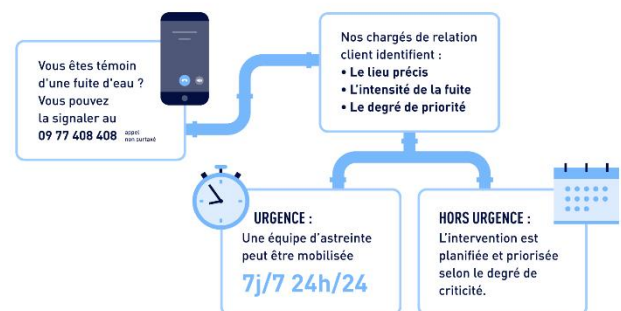 Vous êtes témoin
d'une fuite d'eau ?
Vous pouvez
la signaler au
09 77 408 408 appel
non surtaxé
Nos chargés de relation
client identifient :
• Le lieu précis
• L'intensité de la fuite
• Le degré de priorité
URGENCE :
Une équipe d'astreinte
peut être mobilisée
7j/7 24h/24
HORS URGENCE :
L'intervention est
planifiée et priorisée
selon le degré de
criticité.